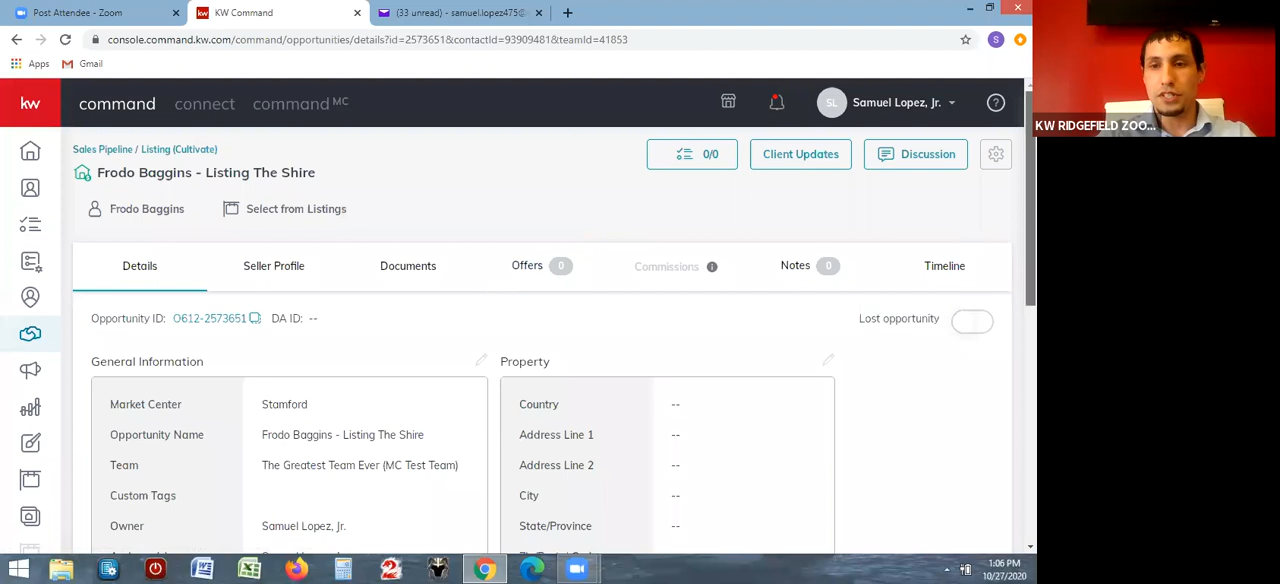 Post Attendee - Zoom
KW Command
(33 unread) - samuel.lopez475@
console.command.kw.com/command/opportunities/details?id=2573651&contactId=93909481&teamId=41853
S
Apps
Gmail
kw
command
connect
command MC
SL
Samuel Lopez, Jr.
KW RIDGEFIELD ZOO...
Sales Pipeline / Listing (Cultivate)
Frodo Baggins - Listing The Shire
0/0
Client Updates
Discussion
Frodo Baggins
Select from Listings
Details
Seller Profile
Documents
Offers 0
Commissions
Notes 0
Timeline
Opportunity ID: O612-2573651
DA ID: --
Lost opportunity
General Information
Property
Market Center Stamford
Country --
Opportunity Name Frodo Baggins - Listing The Shire
Address Line 1 --
Team The Greatest Team Ever (MC Test Team)
Address Line 2 --
Custom Tags
City --
Owner Samuel Lopez, Jr.
State/Province --
1:06 PM
10/27/2020